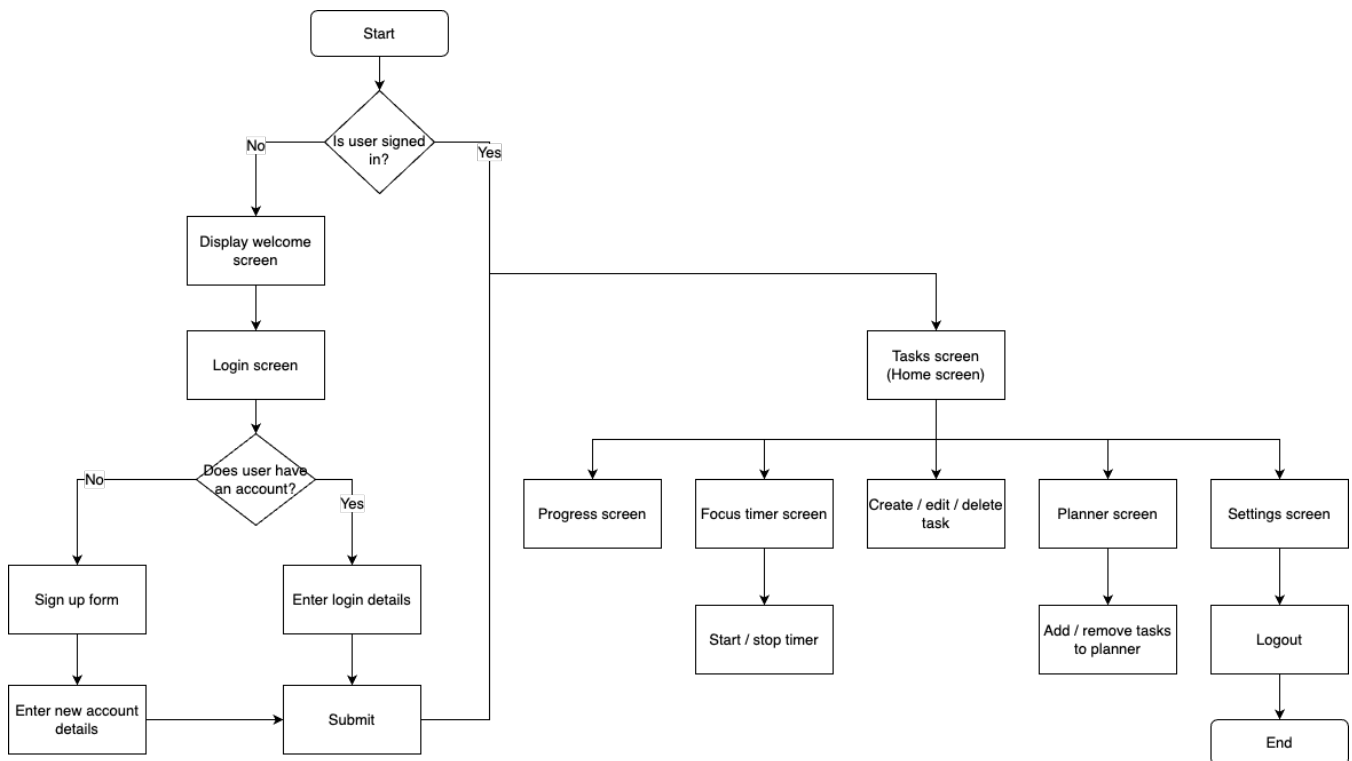 Start
Is user signed
in?
No
Yes
Display welcome
screen
Login screen
Does user have
an account?
No
Yes
Sign up form
Enter login details
Enter new account
details
Submit
Tasks screen
(Home screen)
Progress screen
Focus timer screen
Create / edit / delete
task
Planner screen
Settings screen
Start / stop timer
Add / remove tasks
to planner
Logout
End